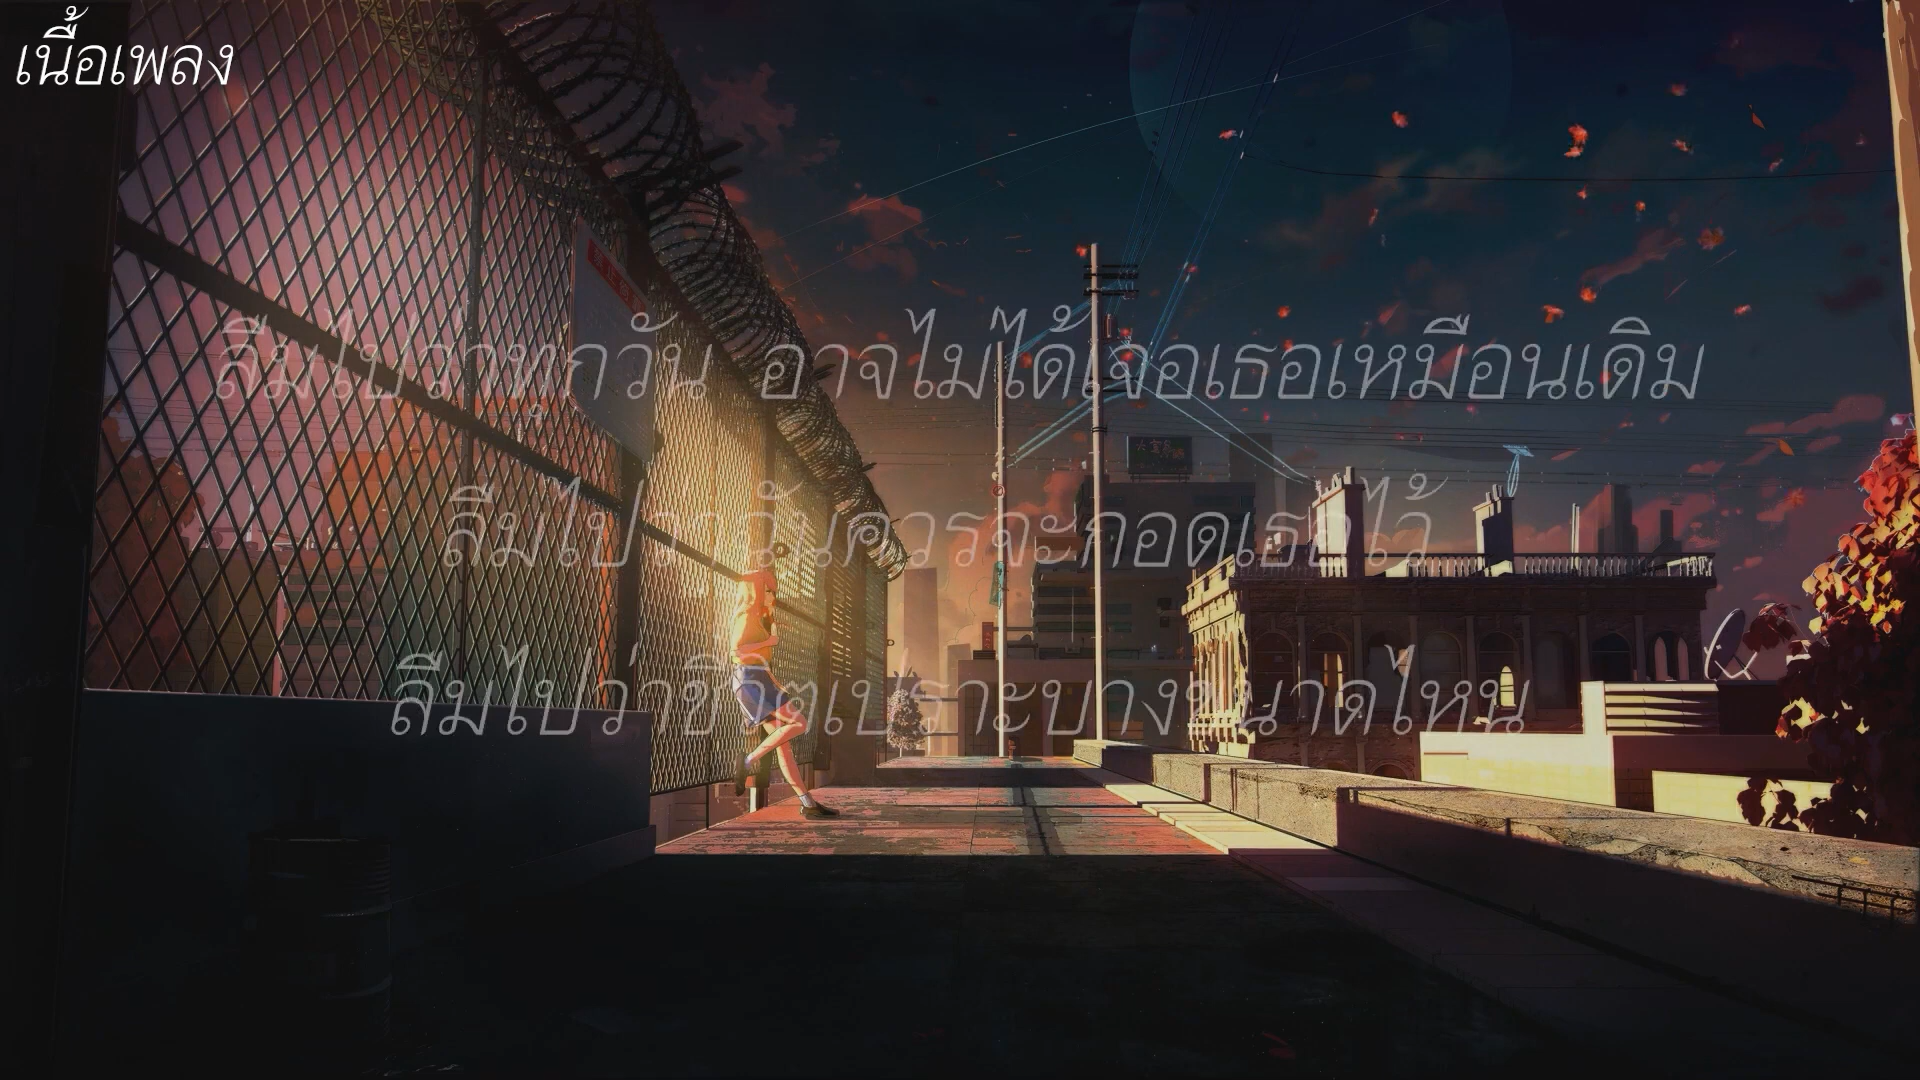 เนื้อเพลง
ลืมไปว่าทุกวัน อาจไม่ได้เจอเธอเหมือนเดิม
ลืมไปทุกวันควรจะกอดเธอไว้
ลืมไปว่าชีวิตเปราะบางขนาดไหน